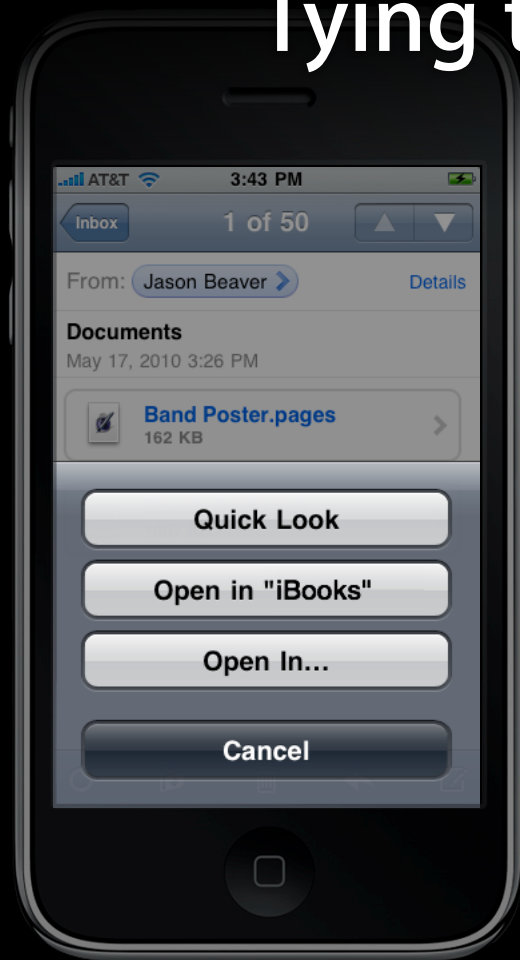 Tying t
AT&T 3:43 PM
Inbox 1 of 50
From: Jason Beaver Details
Documents
May 17, 2010 3:26 PM
Band Poster.pages
162 KB
Quick Look
Open in "iBooks"
Open In...
Cancel